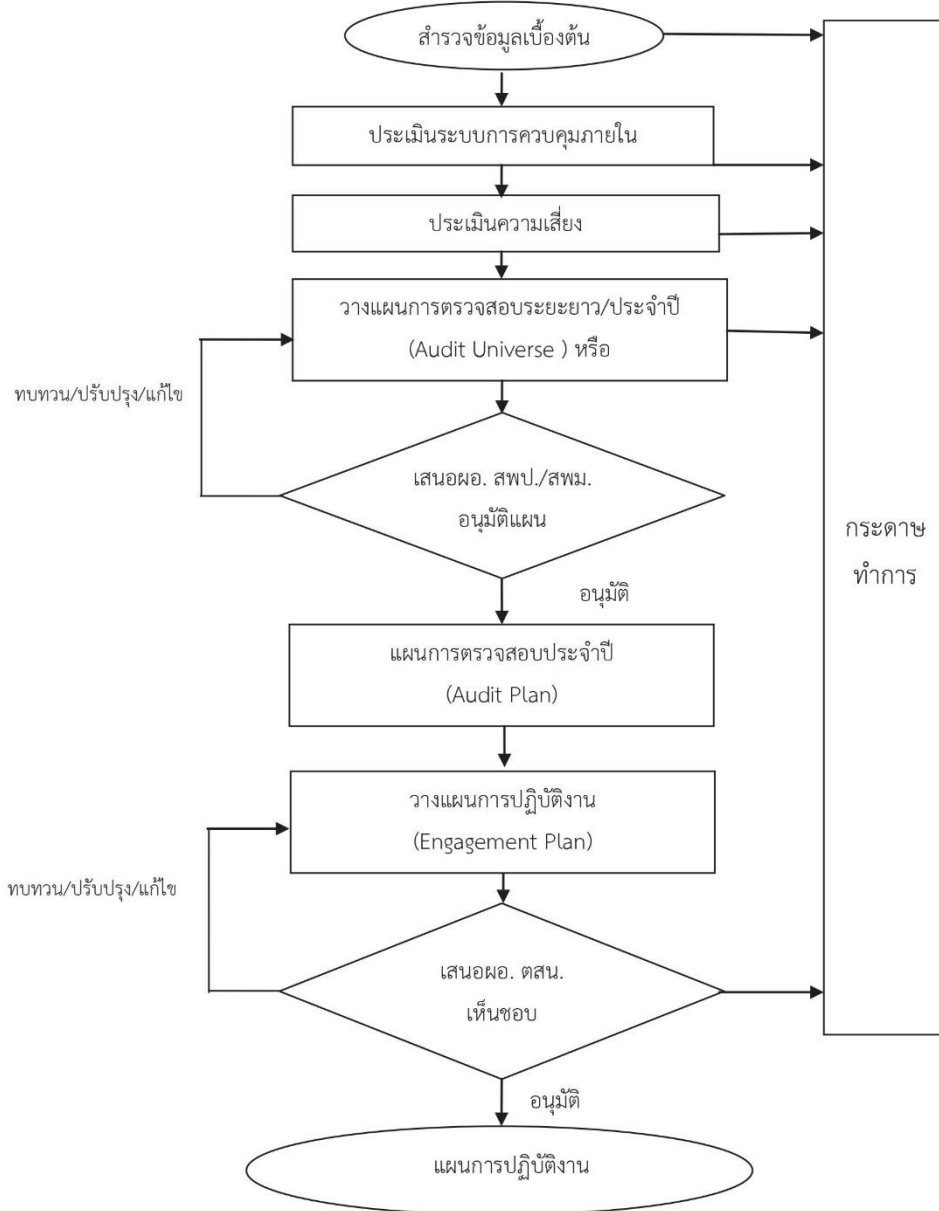 สำรวจข้อมูลเบื้องต้น
ประเมินระบบการควบคุมภายใน
ประเมินความเสี่ยง
วางแผนการตรวจสอบระยะยาว/ประจำปี
(Audit Universe ) หรือ
ทบทวน/ปรับปรุง/แก้ไข
เสนอผอ. สพป./สพม.
อนุมัติแผน
กระดาษ
ทำการ
อนุมัติ
แผนการตรวจสอบประจำปี
(Audit Plan)
วางแผนการปฏิบัติงาน
(Engagement Plan)
ทบทวน/ปรับปรุง/แก้ไข
เสนอผอ. ตสน.
เห็นชอบ
อนุมัติ
แผนการปฏิบัติงาน